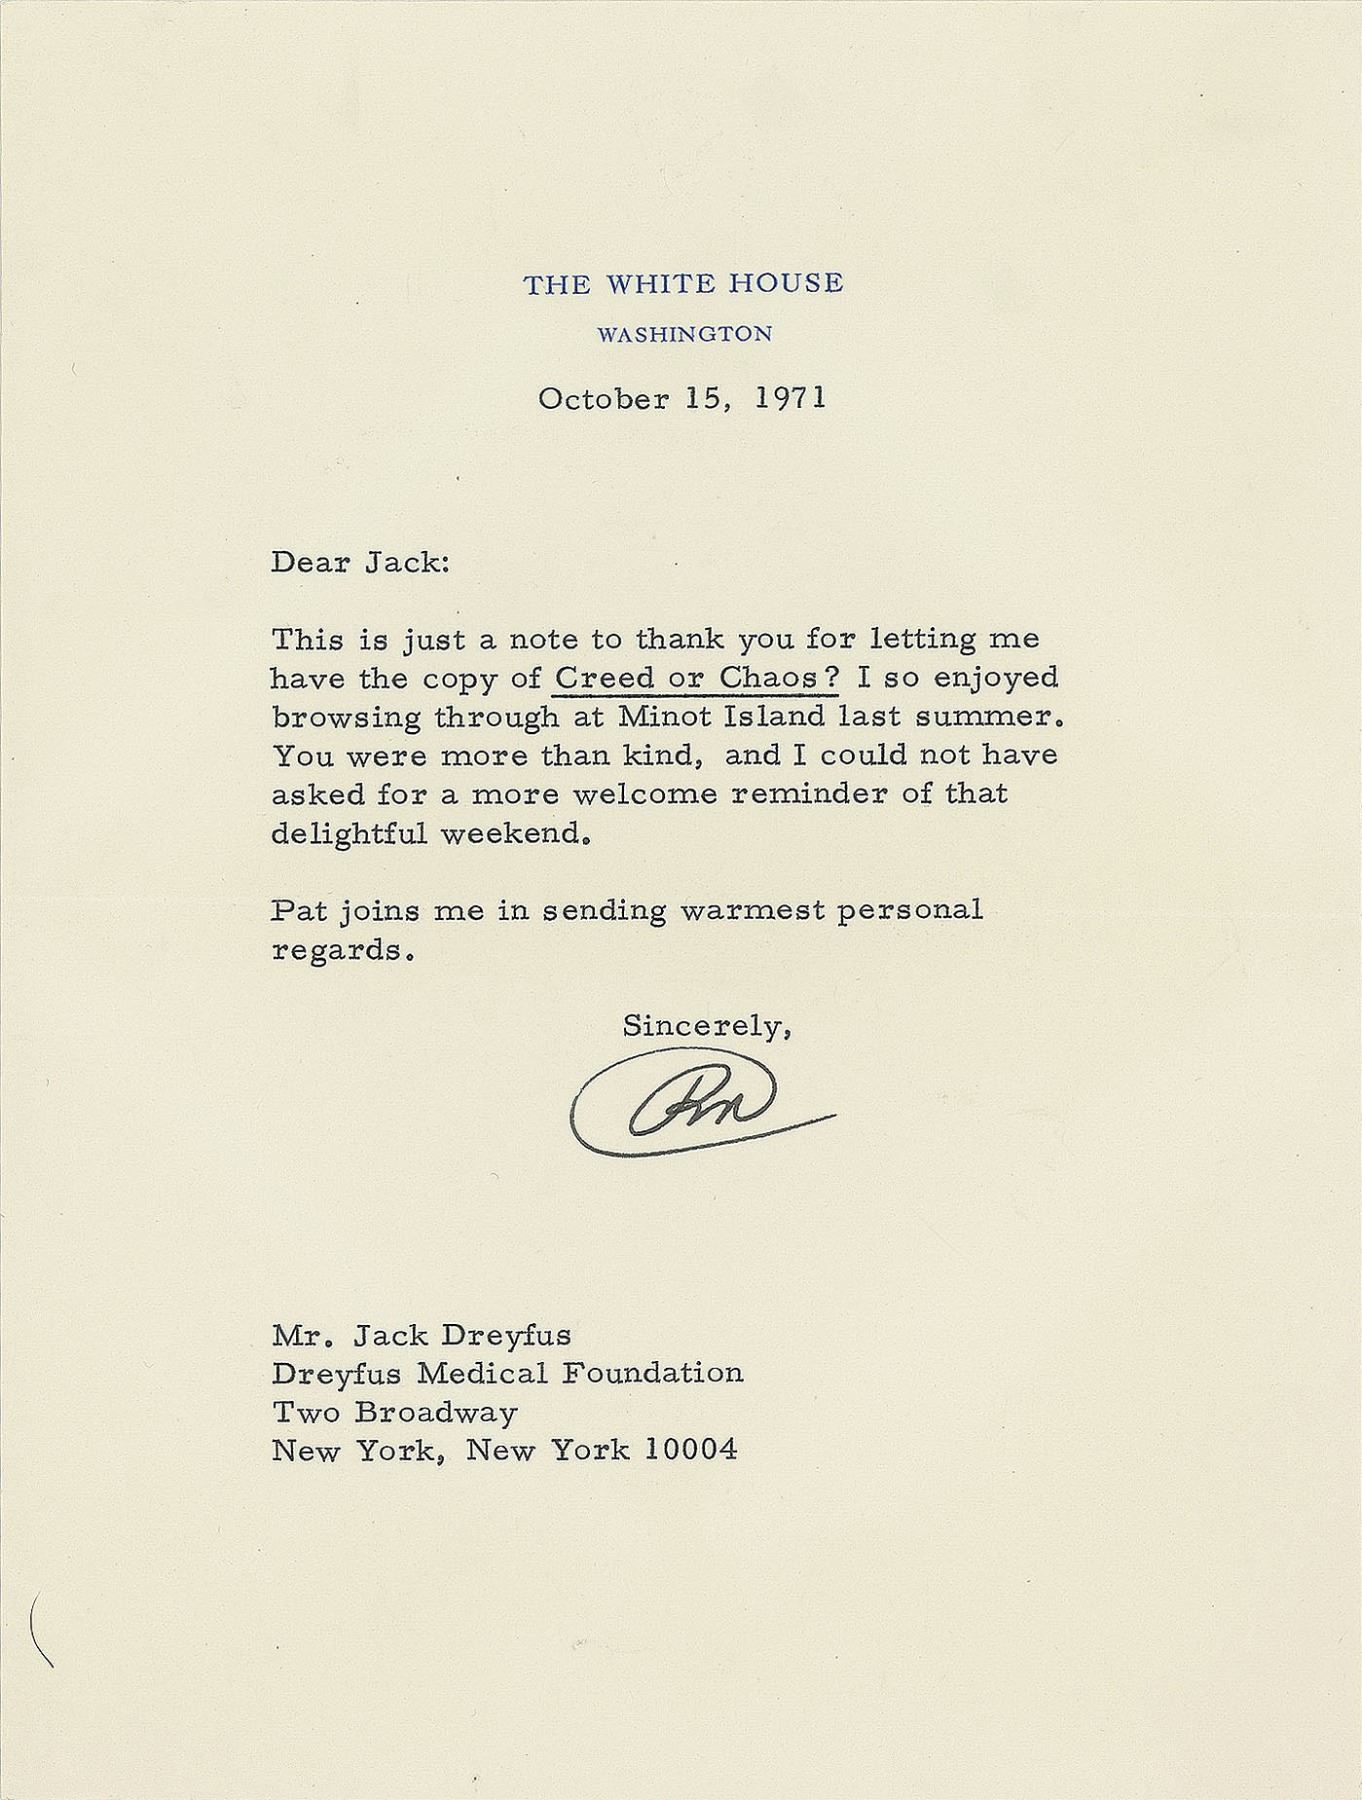 THE WHITE HOUSE
WASHINGTON
October 15, 1971
Dear Jack:
This is just a note to thank you for letting me
have the copy of Creed or Chaos? I so enjoyed
browsing through at Minot Island last summer.
You were more than kind, and I could not have
asked for a more welcome reminder of that
delightful weekend.
Pat joins me in sending warmest personal
regards.
Sincerely,
RN
Mr. Jack Dreyfus
Dreyfus Medical Foundation
Two Broadway
New York, New York 10004